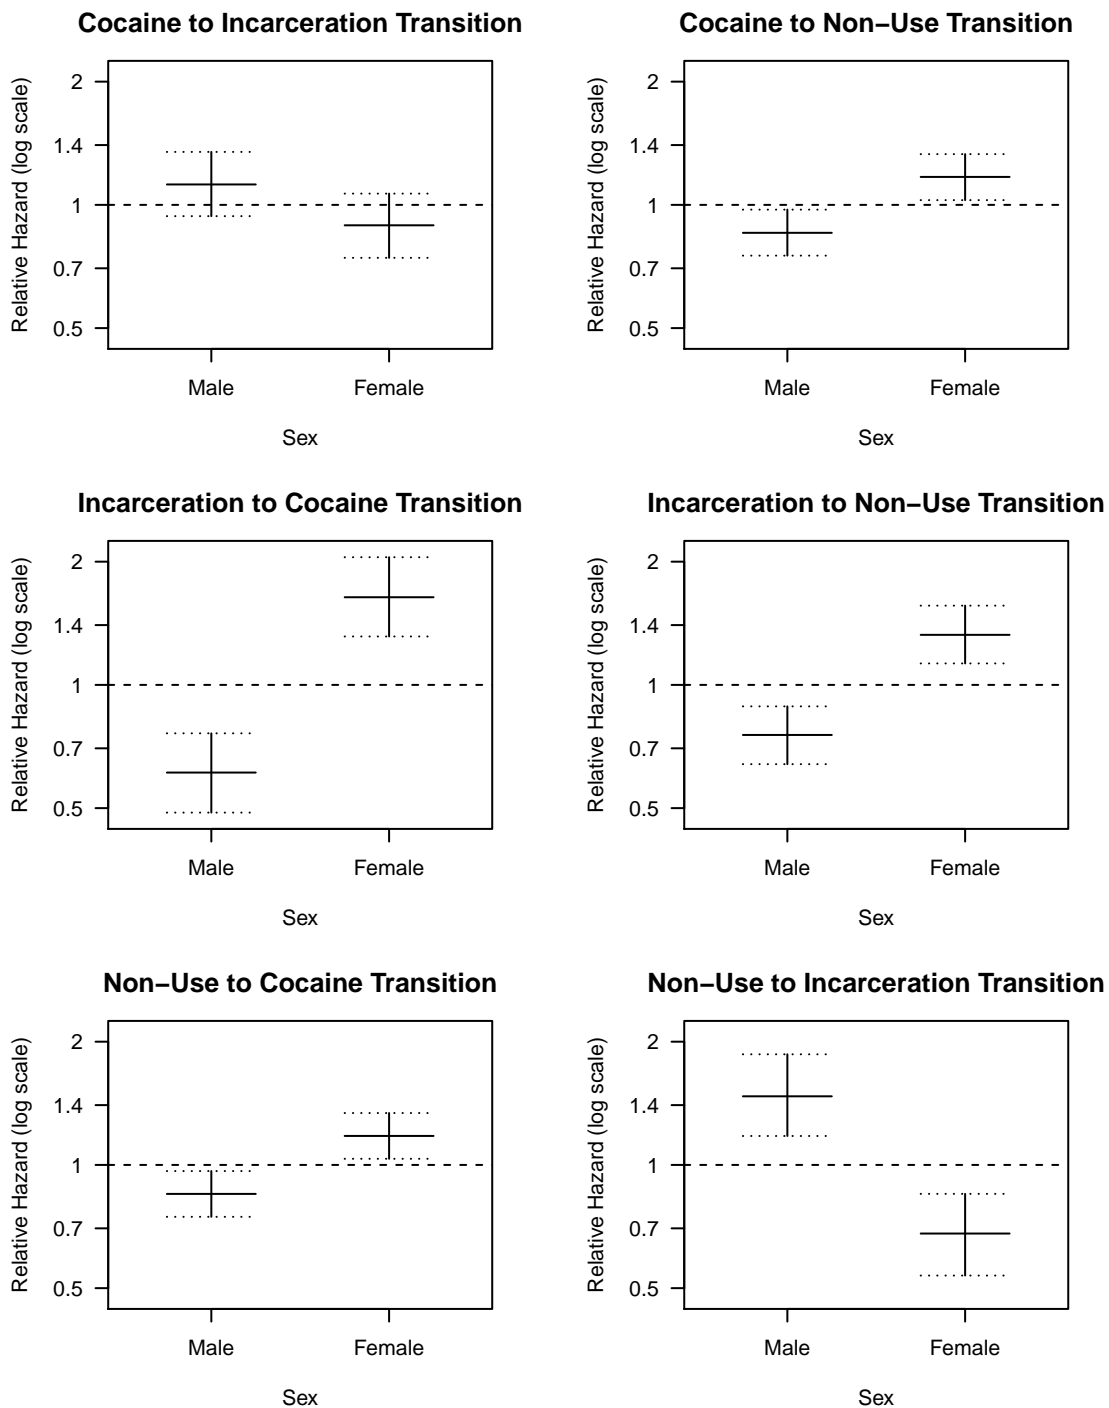 Cocaine to Incarceration Transition
Relative Hazard (log scale)
2
1.4
1
0.7
0.5
Male Female
Sex
Cocaine to Non−Use Transition
Relative Hazard (log scale)
2
1.4
1
0.7
0.5
Male Female
Sex
Incarceration to Cocaine Transition
Relative Hazard (log scale)
2
1.4
1
0.7
0.5
Male Female
Sex
Incarceration to Non−Use Transition
Relative Hazard (log scale)
2
1.4
1
0.7
0.5
Male Female
Sex
Non−Use to Cocaine Transition
Relative Hazard (log scale)
2
1.4
1
0.7
0.5
Male Female
Sex
Non−Use to Incarceration Transition
Relative Hazard (log scale)
2
1.4
1
0.7
0.5
Male Female
Sex